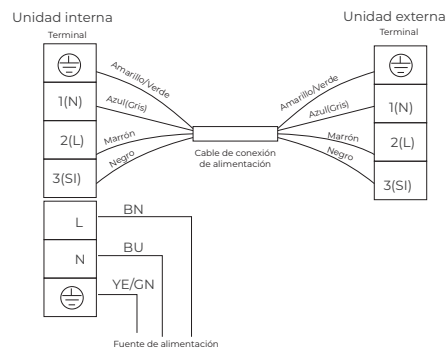 Unidad interna
Terminal
1(N)
2(L)
3(SI)
L
N
Amarillo/Verde
Azul(Gris)
Marrón
Negro
Cable de conexión
de alimentación
Unidad externa
Terminal
Amarillo/Verde
Azul(Gris)
Marrón
Negro
1(N)
2(L)
3(SI)
BN
BU
YE/GN
Fuente de alimentación